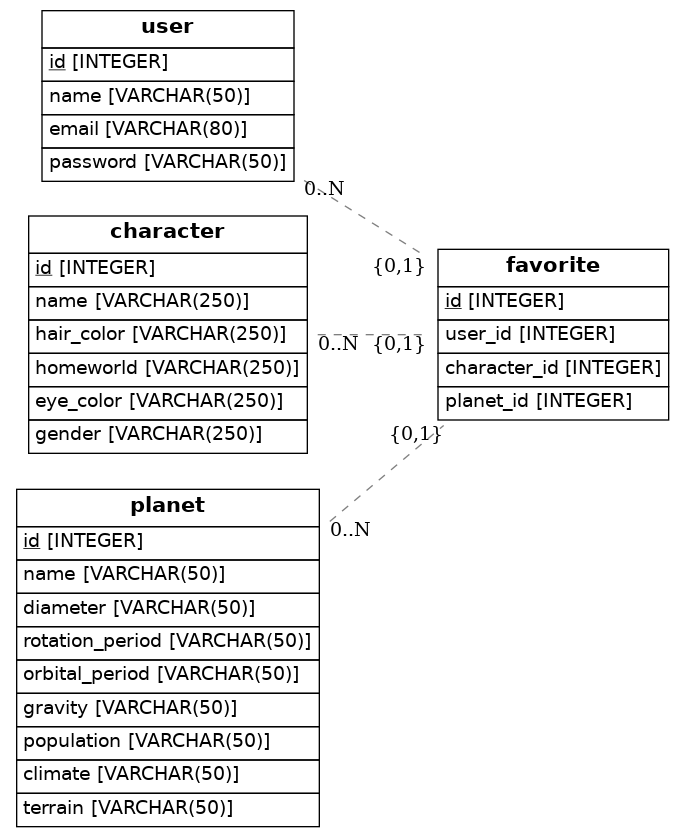 user
id [INTEGER]
name [VARCHAR(50)]
email [VARCHAR(80)]
password [VARCHAR(50)]
0..N
{0,1}
character
id [INTEGER]
name [VARCHAR(250)]
hair_color [VARCHAR(250)]
homeworld [VARCHAR(250)]
eye_color [VARCHAR(250)]
gender [VARCHAR(250)]
0..N {0,1}
favorite
id [INTEGER]
user_id [INTEGER]
character_id [INTEGER]
planet_id [INTEGER]
{0,1}
0..N
planet
id [INTEGER]
name [VARCHAR(50)]
diameter [VARCHAR(50)]
rotation_period [VARCHAR(50)]
orbital_period [VARCHAR(50)]
gravity [VARCHAR(50)]
population [VARCHAR(50)]
climate [VARCHAR(50)]
terrain [VARCHAR(50)]